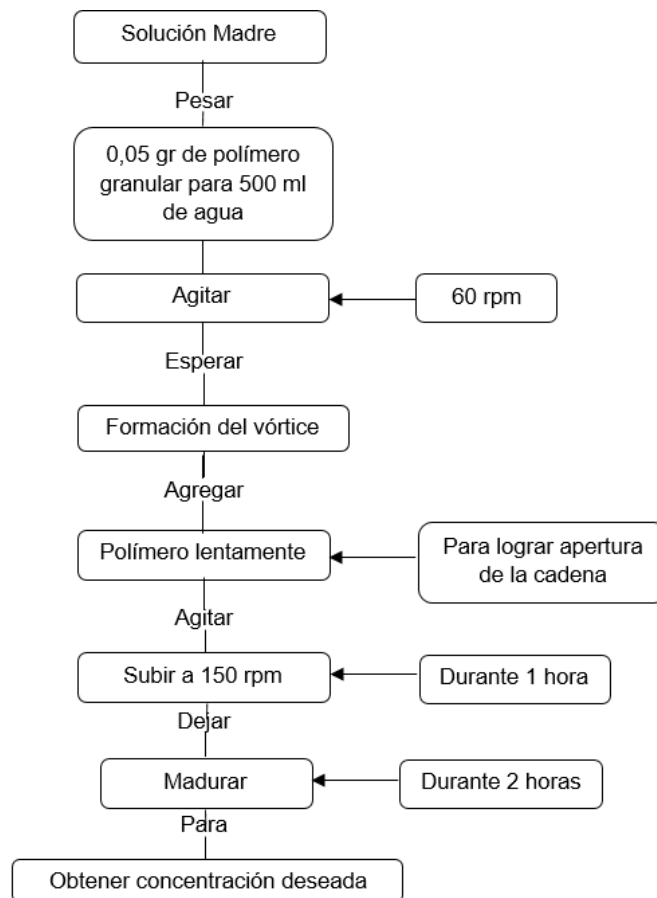 Solución Madre
Pesar
0,05 gr de polímero
granular para 500 ml
de agua
Agitar
60 rpm
Esperar
Formación del vórtice
Agregar
Polímero lentamente
Para lograr apertura
de la cadena
Agitar
Subir a 150 rpm
Durante 1 hora
Dejar
Madurar
Durante 2 horas
Para
Obtener concentración deseada